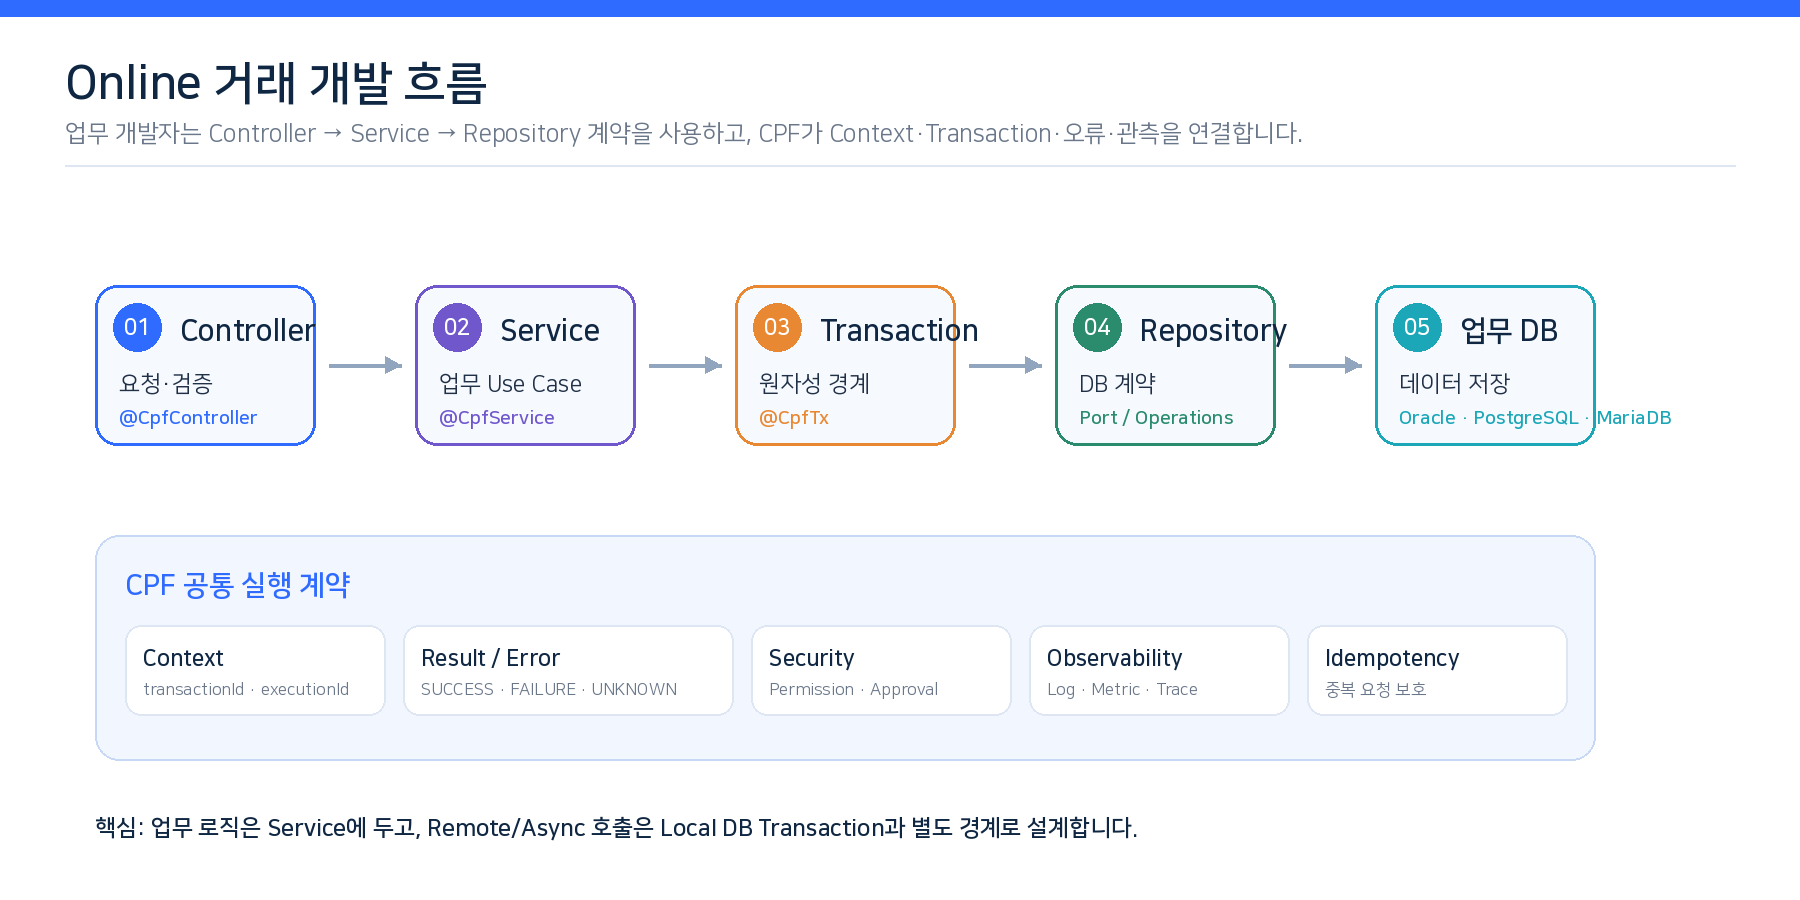 Online 거래 개발 흐름
업무 개발자는 Controller → Service → Repository 계약을 사용하고, CPF가 Context·Transaction·오류·관측을 연결합니다.
01 Controller
요청·검증
@CpfController
02 Service
업무 Use Case
@CpfService
03 Transaction
원자성 경계
@CpfTx
04 Repository
DB 계약
Port / Operations
05 업무 DB
데이터 저장
Oracle · PostgreSQL · MariaDB
CPF 공통 실행 계약
Context
transactionId · executionId
Result / Error
SUCCESS · FAILURE · UNKNOWN
Security
Permission · Approval
Observability
Log · Metric · Trace
Idempotency
중복 요청 보호
핵심: 업무 로직은 Service에 두고, Remote/Async 호출은 Local DB Transaction과 별도 경계로 설계합니다.